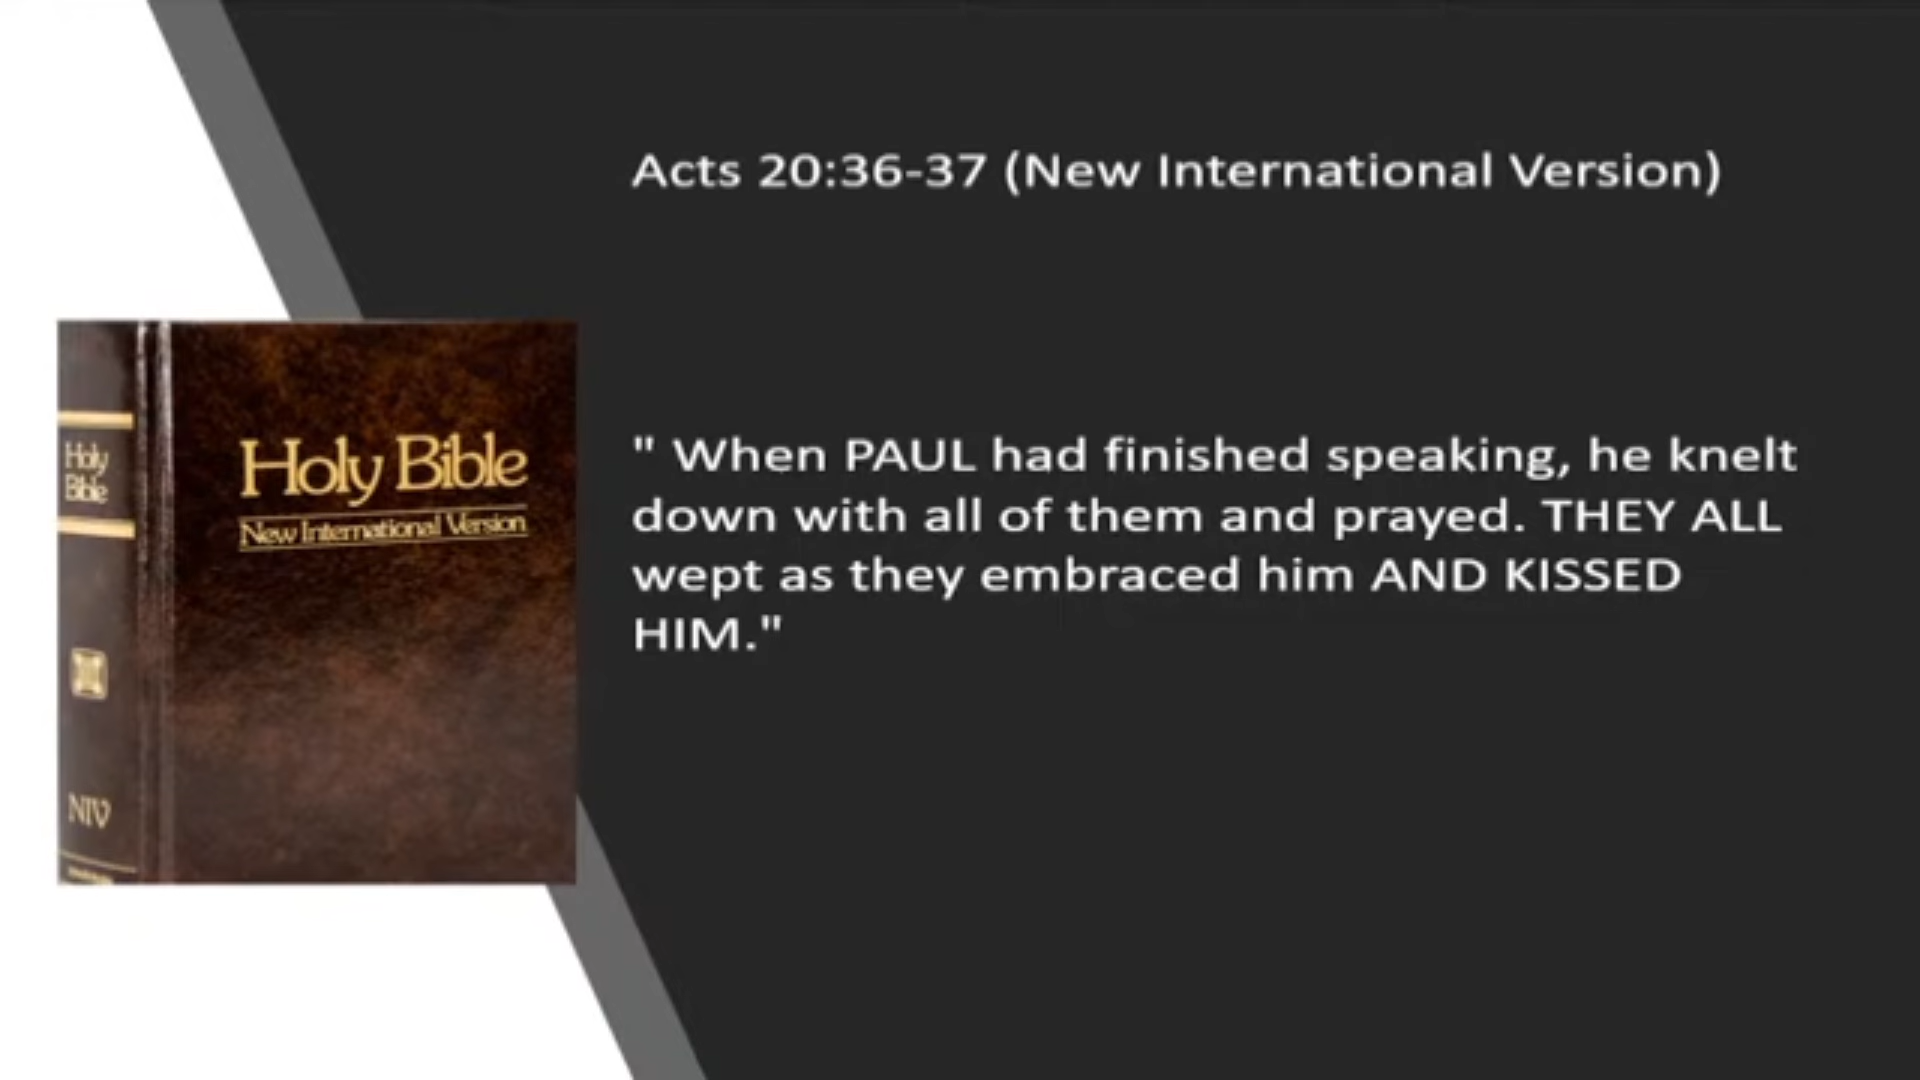 Acts 20:36-37 (New International Version)
Holy
Bible
NIV
Holy Bible
New International Version
" When PAUL had finished speaking, he knelt
down with all of them and prayed. THEY ALL
wept as they embraced him AND KISSED
HIM."